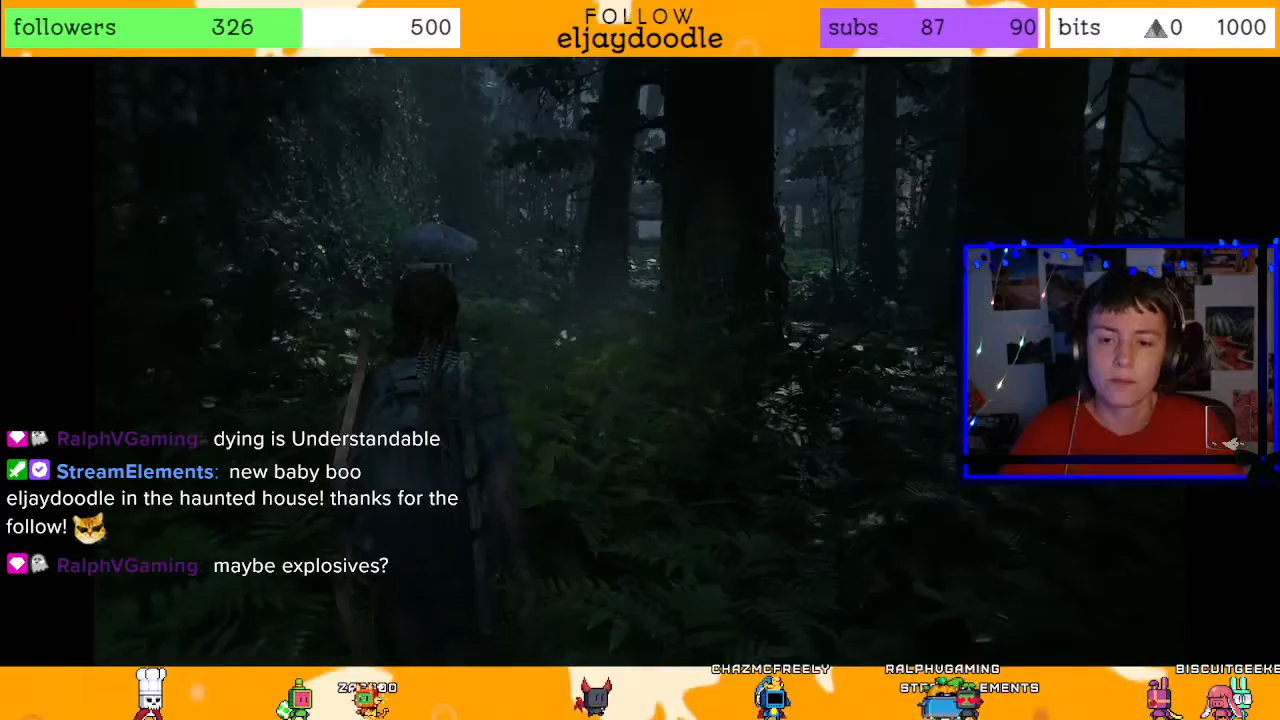 followers 326 500
FOLLOW
eljaydoodle
subs 87 90
bits 0 1000
RalphVGaming: dying is Understandable
StreamElements: new baby boo
eljaydoodle in the haunted house! thanks for the
follow!
RalphVGaming: maybe explosives?
CHAZMCFREELY
RALPHVGAMING
BISCUITGEEKE